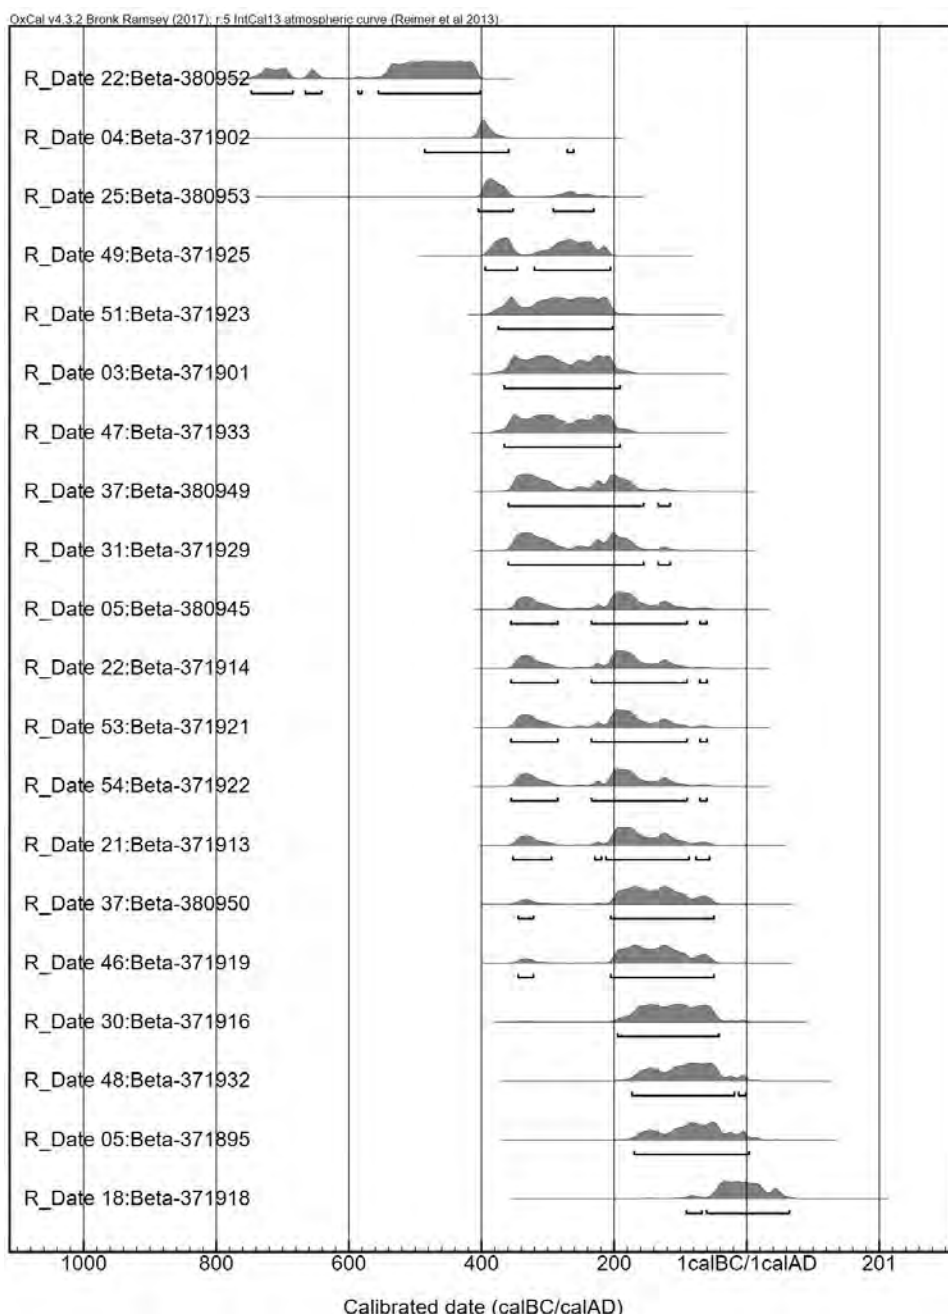 OxCal v4.3.2 Bronk Ramsey (2017); r:5 IntCal13 atmospheric curve (Reimer et al 2013)
R_Date 22:Beta-380952
R_Date 04:Beta-371902
R_Date 25:Beta-380953
R_Date 49:Beta-371925
R_Date 51:Beta-371923
R_Date 03:Beta-371901
R_Date 47:Beta-371933
R_Date 37:Beta-380949
R_Date 31:Beta-371929
R_Date 05:Beta-380945
R_Date 22:Beta-371914
R_Date 53:Beta-371921
R_Date 54:Beta-371922
R_Date 21:Beta-371913
R_Date 37:Beta-380950
R_Date 46:Beta-371919
R_Date 30:Beta-371916
R_Date 48:Beta-371932
R_Date 05:Beta-371895
R_Date 18:Beta-371918
1000 800 600 400 200 1calBC/1calAD 201
Calibrated date (calBC/calAD)